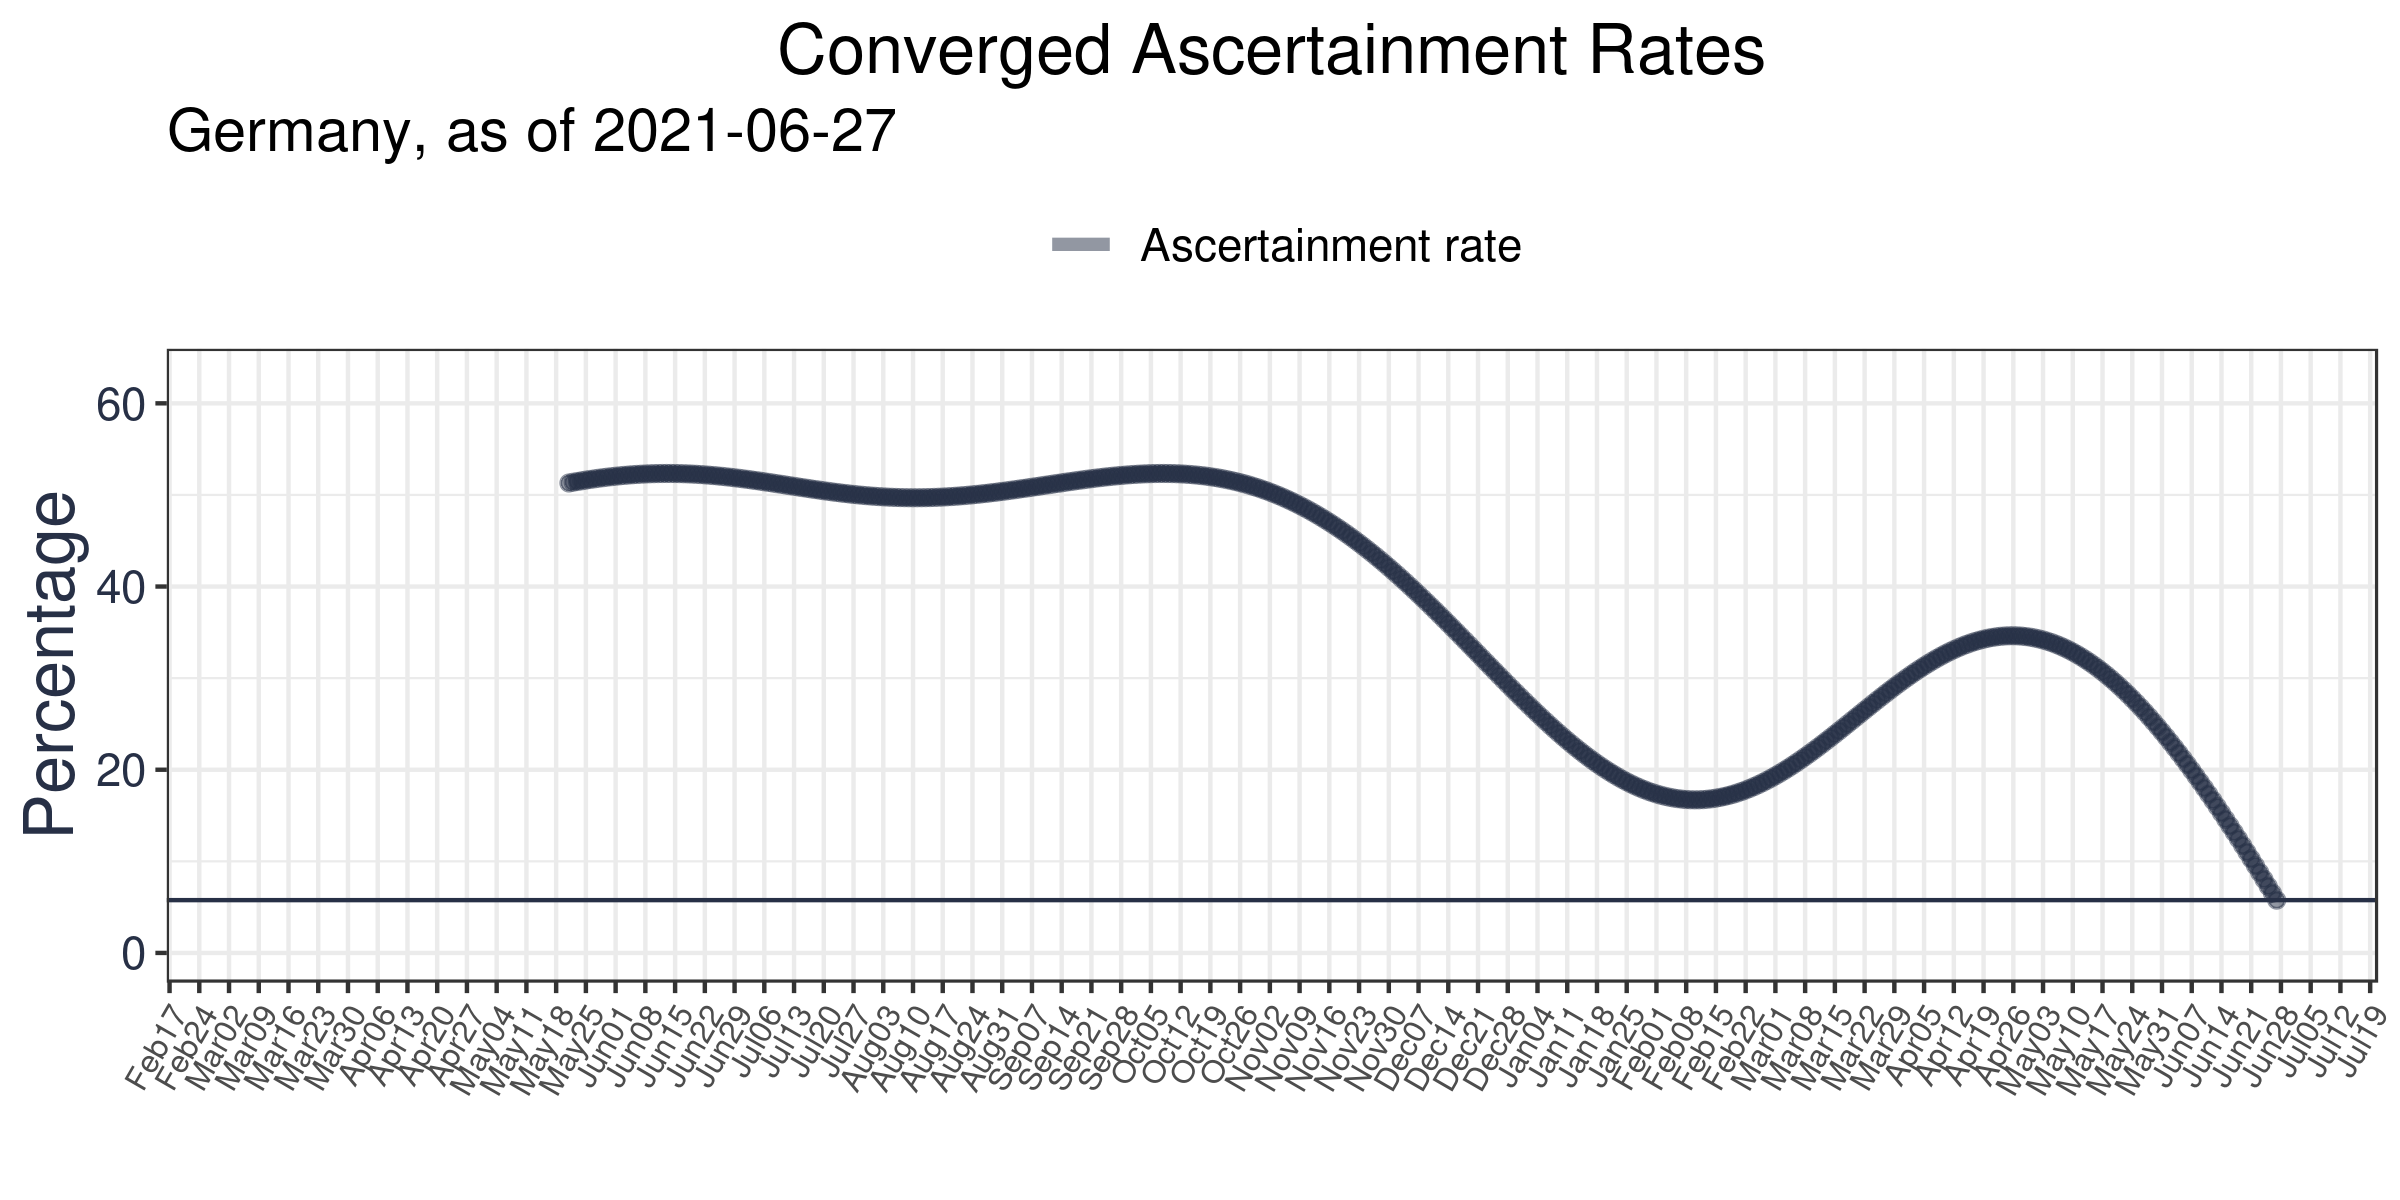 Converged Ascertainment Rates
Germany, as of 2021-06-27
Ascertainment rate
Percentage
60
40
20
0
Feb17
Feb24
Mar02
Mar09
Mar16
Mar23
Mar30
Apr06
Apr13
Apr20
Apr27
May04
May11
May18
May25
Jun01
Jun08
Jun15
Jun22
Jun29
Jul06
Jul13
Jul20
Jul27
Aug03
Aug10
Aug17
Aug24
Aug31
Sep07
Sep14
Sep21
Sep28
Oct05
Oct12
Oct19
Oct26
Nov02
Nov09
Nov16
Nov23
Nov30
Dec07
Dec14
Dec21
Dec28
Jan04
Jan11
Jan18
Jan25
Feb01
Feb08
Feb15
Feb22
Mar01
Mar08
Mar15
Mar22
Mar29
Apr05
Apr12
Apr19
Apr26
May03
May10
May17
May24
May31
Jun07
Jun14
Jun21
Jun28
Jul05
Jul12
Jul19